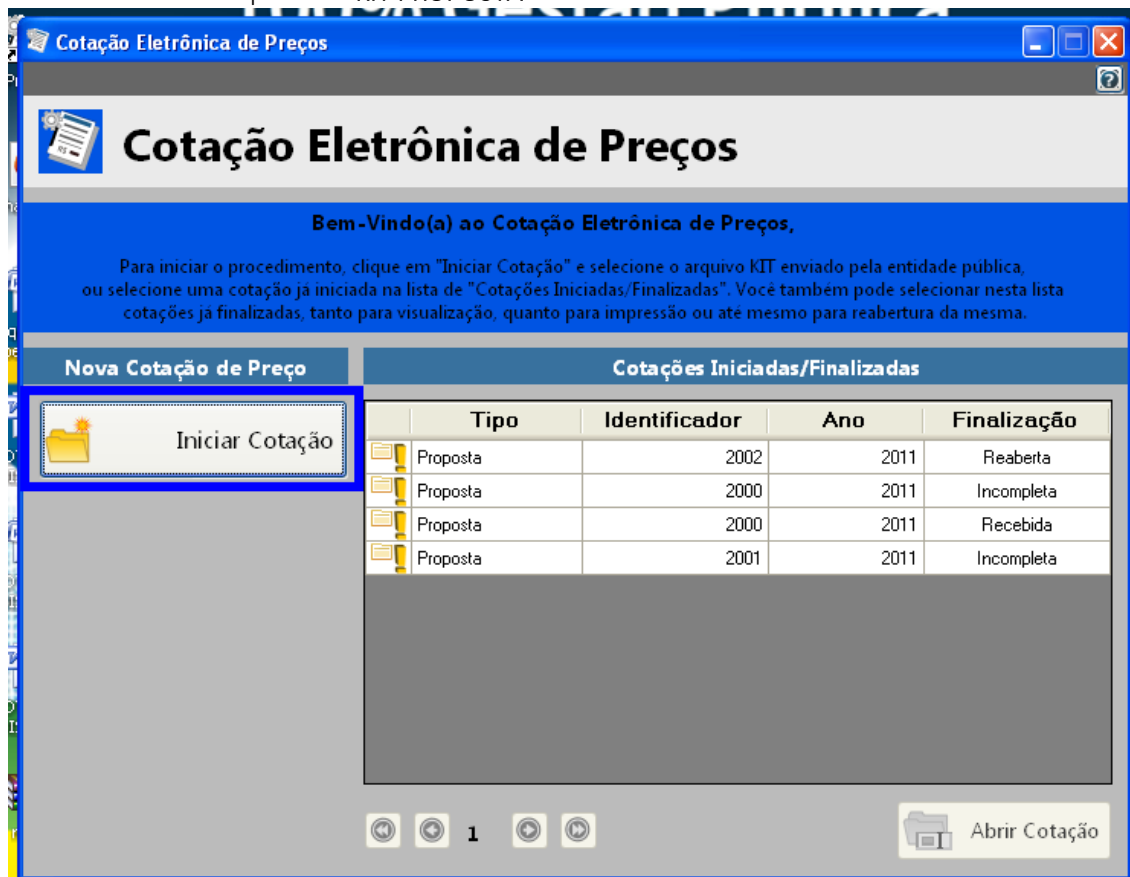 100% Gestão Pública
KIT PROPOSTA
Cotação Eletrônica de Preços
Cotação Eletrônica de Preços
Bem-Vindo(a) ao Cotação Eletrônica de Preços,
Para iniciar o procedimento, clique em "Iniciar Cotação" e selecione o arquivo KIT enviado pela entidade pública,
ou selecione uma cotação já iniciada na lista de "Cotações Iniciadas/Finalizadas". Você também pode selecionar nesta lista
cotações já finalizadas, tanto para visualização, quanto para impressão ou até mesmo para reabertura da mesma.
Nova Cotação de Preço
Cotações Iniciadas/Finalizadas
Iniciar Cotação
Tipo Identificador Ano Finalização
Proposta 2002 2011 Reaberta
Proposta 2000 2011 Incompleta
Proposta 2000 2011 Recebida
Proposta 2001 2011 Incompleta
1
Abrir Cotação